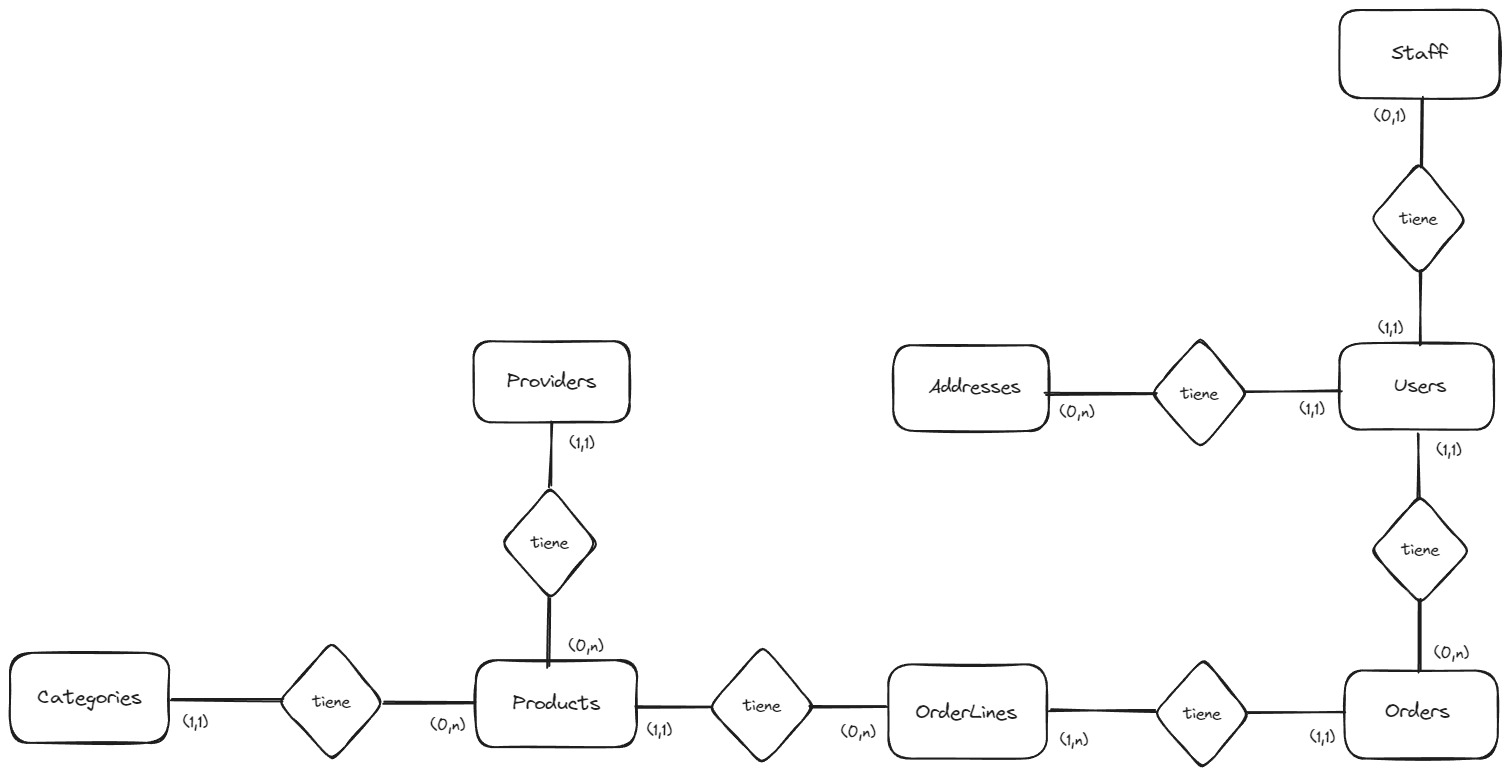 Staff
(0,1)
tiene
(1,1)
Users
Providers
Addresses
tiene
(0,n)
(1,1)
(1,1)
(1,1)
tiene
tiene
(0,n)
(0,n)
Categories
tiene
Products
tiene
OrderLines
tiene
Orders
(1,1)
(0,n)
(1,1)
(0,n)
(1,n)
(1,1)